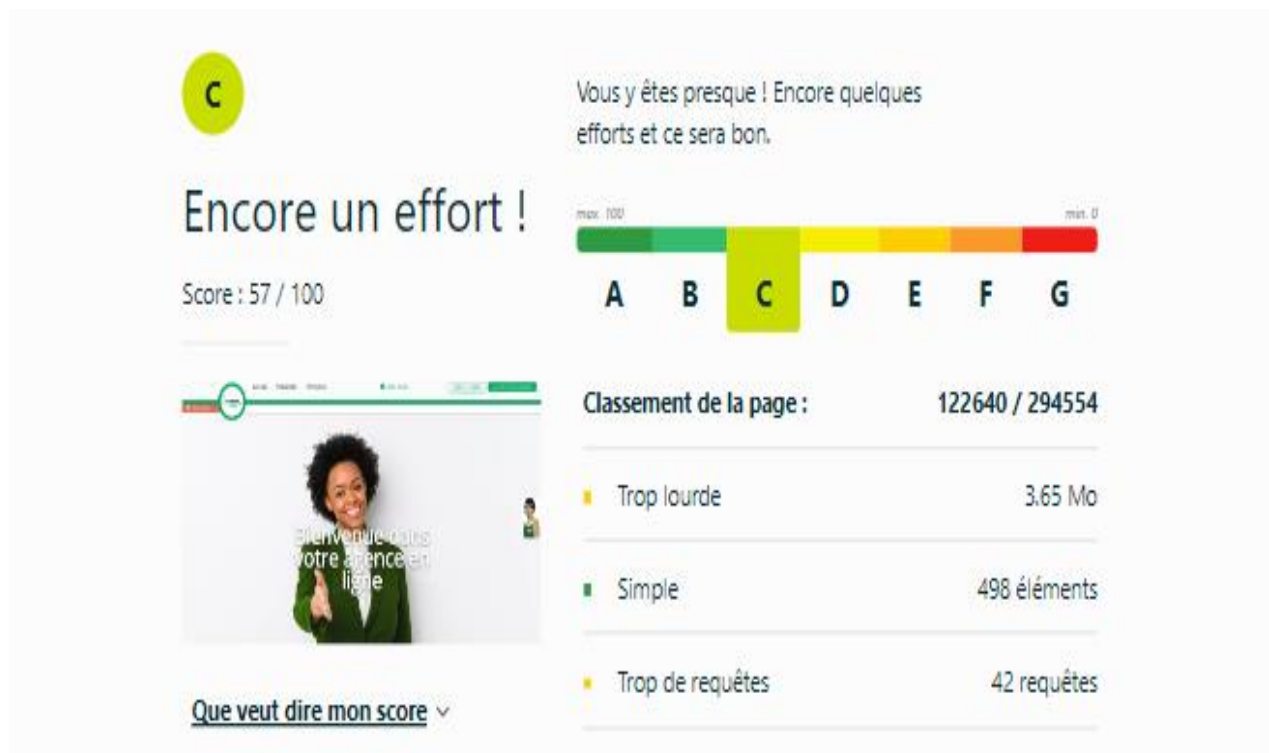 C
Encore un effort !
Score : 57 / 100
Bienvenue dans
votre agence en
ligne
Que veut dire mon score
Vous y êtes presque ! Encore quelques
efforts et ce sera bon.
max. 100 min. 0
A B C D E F G
Classement de la page : 122640 / 294554
Trop lourde 3.65 Mo
Simple 498 éléments
Trop de requêtes 42 requêtes